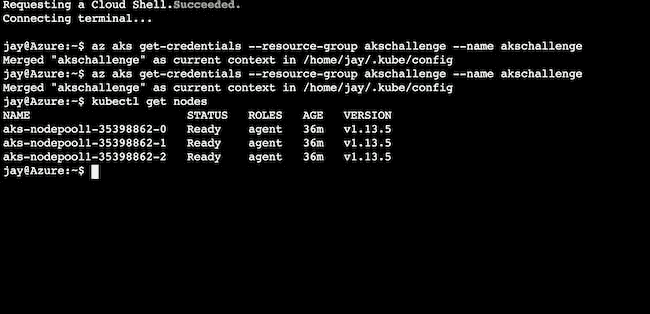 Requesting a Cloud Shell.Succeeded.
Connecting terminal...
jay@Azure:~$ az aks get-credentials --resource-group akschallenge --name akschallenge
Merged "akschallenge" as current context in /home/jay/.kube/config
jay@Azure:~$ az aks get-credentials --resource-group akschallenge --name akschallenge
Merged "akschallenge" as current context in /home/jay/.kube/config
jay@Azure:~$ kubectl get nodes
NAME STATUS ROLES AGE VERSION
aks-nodepool1-35398862-0 Ready agent 36m v1.13.5
aks-nodepool1-35398862-1 Ready agent 36m v1.13.5
aks-nodepool1-35398862-2 Ready agent 36m v1.13.5
jay@Azure:~$